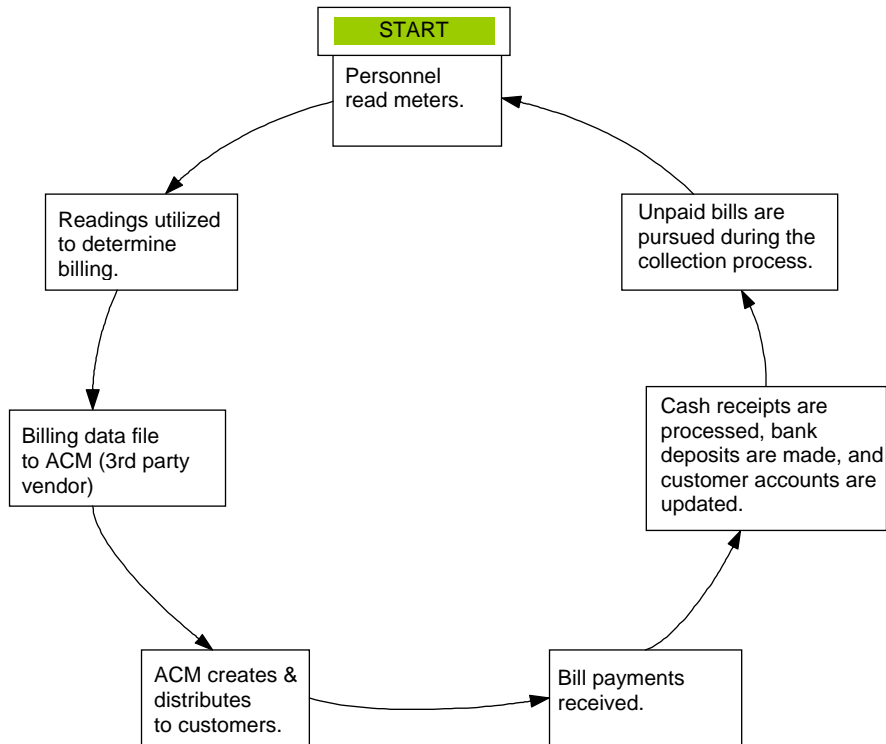 START
Personnel
read meters.
Readings utilized
to determine
billing.
Billing data file
to ACM (3rd party
vendor)
ACM creates &
distributes
to customers.
Bill payments
received.
Cash receipts are
processed, bank
deposits are made, and
customer accounts are
updated.
Unpaid bills are
pursued during the
collection process.